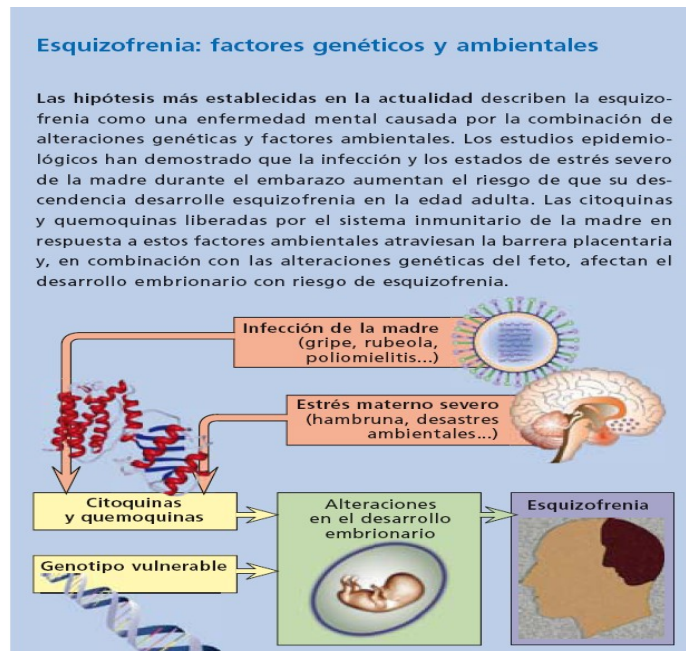 Esquizofrenia: factores genéticos y ambientales
Las hipótesis más establecidas en la actualidad describen la esquizo-
frenia como una enfermedad mental causada por la combinación de
alteraciones genéticas y factores ambientales. Los estudios epidemio-
lógicos han demostrado que la infección y los estados de estrés severo
de la madre durante el embarazo aumentan el riesgo de que su des-
cendencia desarrolle esquizofrenia en la edad adulta. Las citoquinas
y quemoquinas liberadas por el sistema inmunitario de la madre en
respuesta a estos factores ambientales atraviesan la barrera placentaria
y, en combinación con las alteraciones genéticas del feto, afectan el
desarrollo embrionario con riesgo de esquizofrenia.
Infección de la madre
(gripe, rubeola,
poliomielitis...)
Estrés materno severo
(hambruna, desastres
ambientales...)
Citoquinas
y quemoquinas
Alteraciones
en el desarrollo
embrionario
Esquizofrenia
Genotipo vulnerable